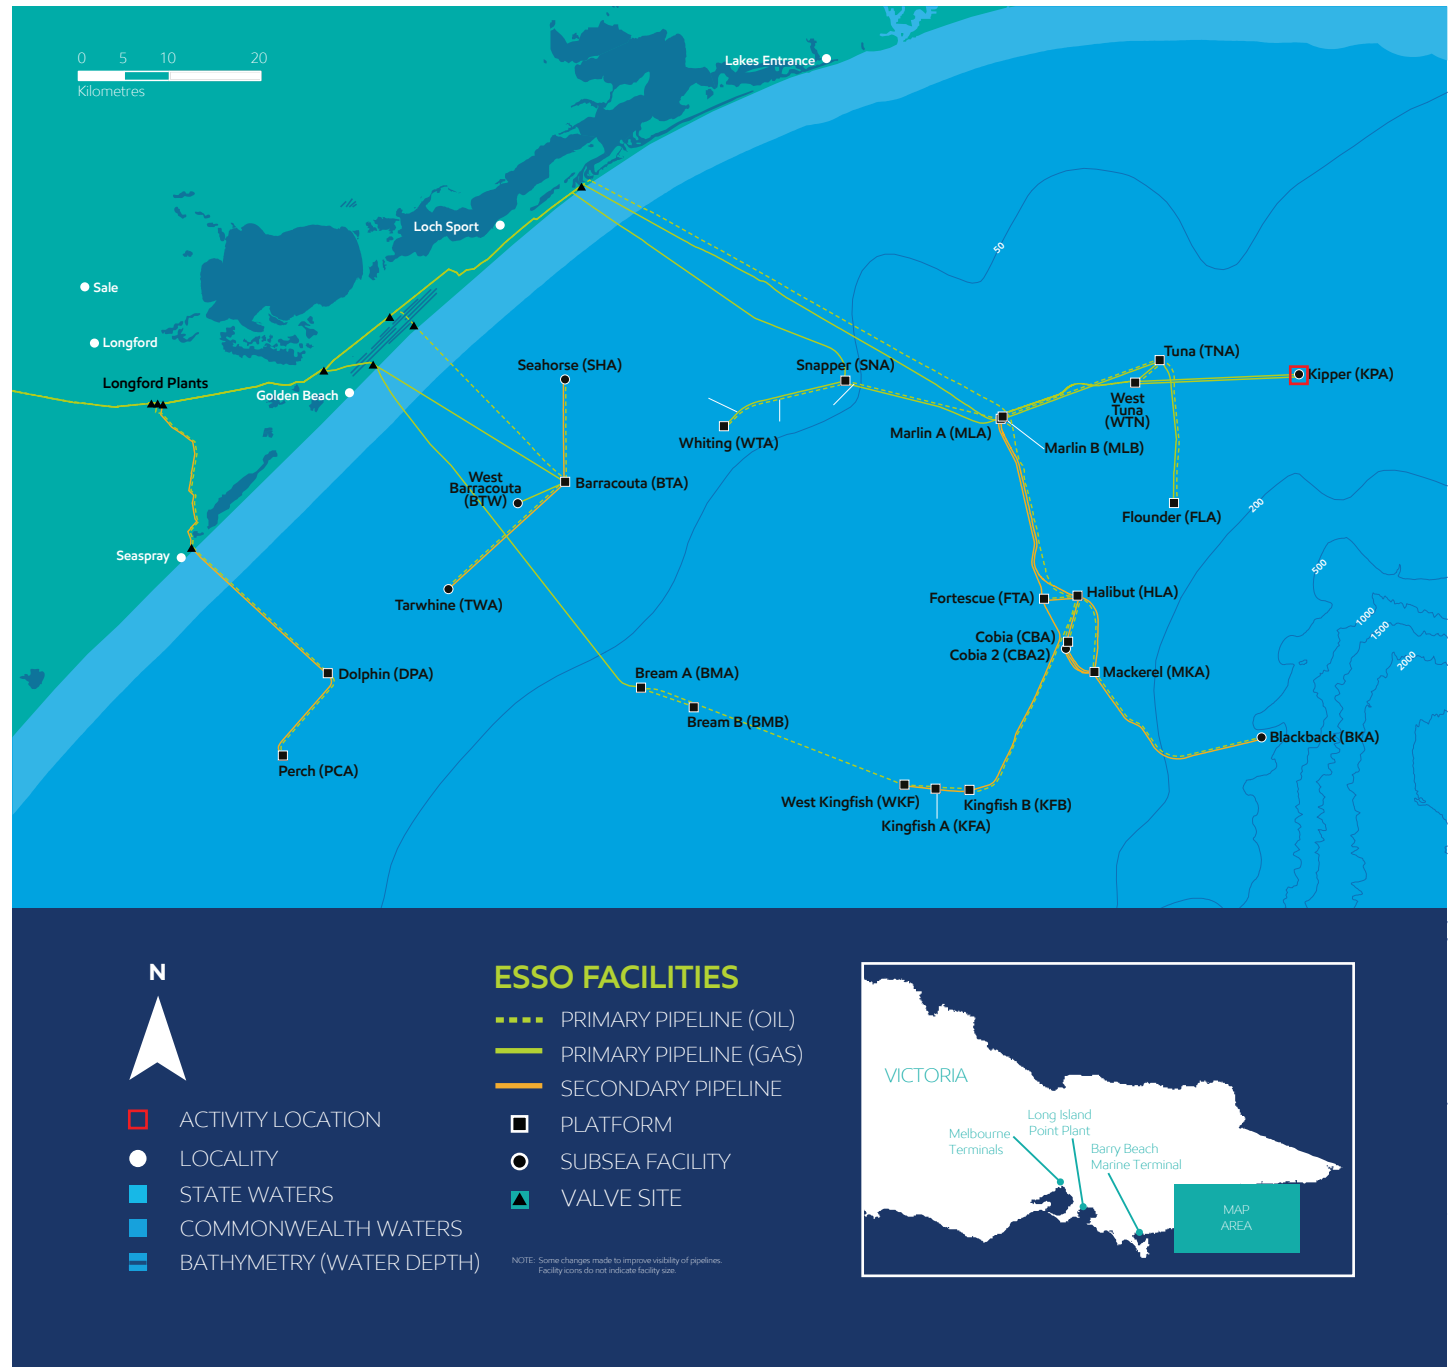 0 5 10 20
Kilometres
Lakes Entrance
Loch Sport
50
Sale
Longford
Longford Plants
Golden Beach
Seahorse (SHA)
Snapper (SNA)
Tuna (TNA)
Kipper (KPA)
West
Tuna
(WTN)
Whiting (WTA)
Marlin A (MLA)
Marlin B (MLB)
West
Barracouta
(BTW)
Barracouta (BTA)
Flounder (FLA)
200
500
1000
1500
2000
Seaspray
Tarwhine (TWA)
Fortescue (FTA)
Halibut (HLA)
Cobia (CBA)
Cobia 2 (CBA2)
Mackerel (MKA)
Dolphin (DPA)
Bream A (BMA)
Bream B (BMB)
Blackback (BKA)
Perch (PCA)
West Kingfish (WKF)
Kingfish B (KFB)
Kingfish A (KFA)
N
ACTIVITY LOCATION
LOCALITY
STATE WATERS
COMMONWEALTH WATERS
BATHYMETRY (WATER DEPTH)
ESSO FACILITIES
PRIMARY PIPELINE (OIL)
PRIMARY PIPELINE (GAS)
SECONDARY PIPELINE
PLATFORM
SUBSEA FACILITY
VALVE SITE
NOTE: Some changes made to improve visibility of pipelines.
Facility icons do not indicate facility size.
VICTORIA
Long Island
Point Plant
Melbourne
Terminals
Barry Beach
Marine Terminal
MAP
AREA